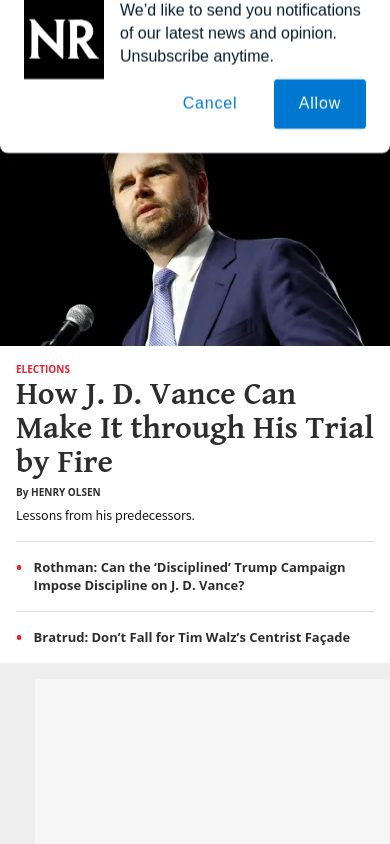 NR
We'd like to send you notifications
of our latest news and opinion.
Unsubscribe anytime.
Cancel
Allow
ELECTIONS
How J. D. Vance Can
Make It through His Trial
by Fire
By HENRY OLSEN
Lessons from his predecessors.
• Rothman: Can the ‘Disciplined’ Trump Campaign
Impose Discipline on J. D. Vance?
• Bratrud: Don’t Fall for Tim Walz’s Centrist Façade